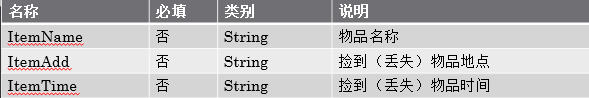 名称 必填 类别 说明
ItemName 否 String 物品名称
ItemAdd 否 String 捡到（丢失）物品地点
ItemTime 否 String 捡到（丢失）物品时间